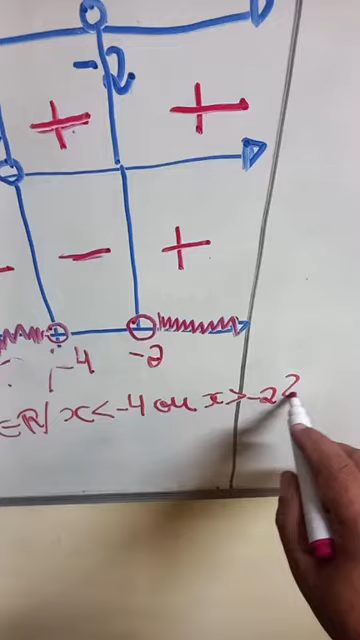 -2
+ +
- - +
-4 -2
∈ℝ/ x<-4 ou x>-2}